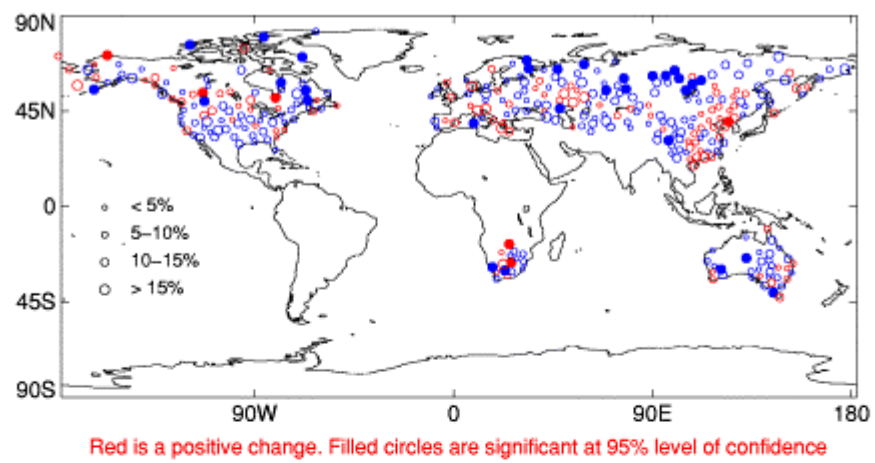 90N
45N
0
45S
90S
< 5%
5–10%
10–15%
> 15%
90W 0 90E 180
Red is a positive change. Filled circles are significant at 95% level of confidence